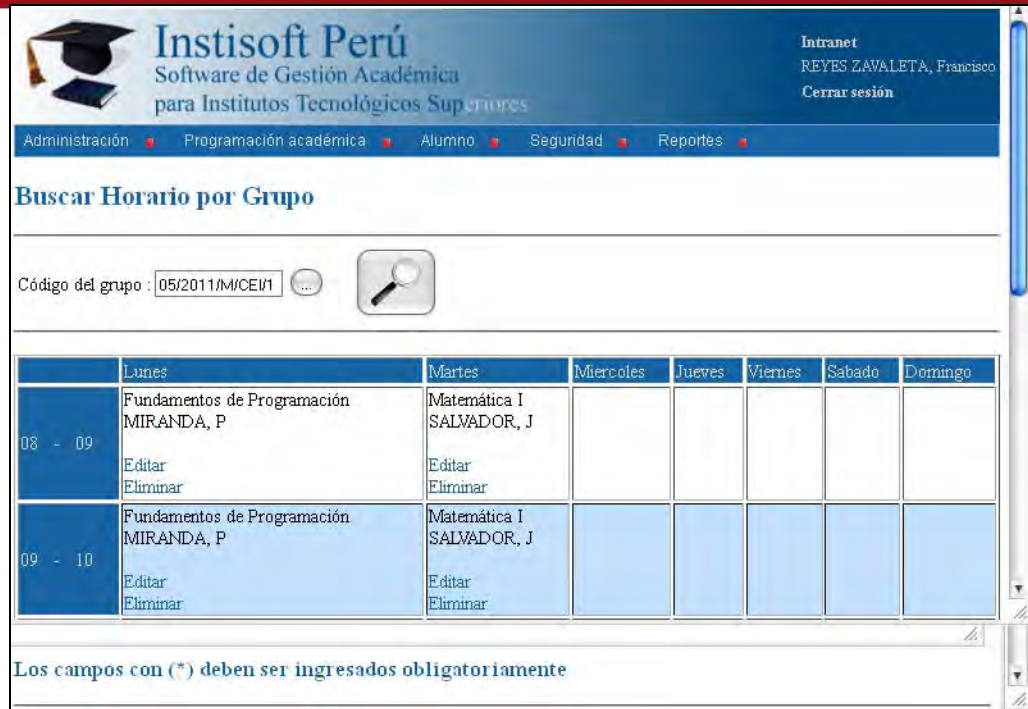 Instisoft Perú
Software de Gestión Académica
para Institutos Tecnológicos Superiores
Intranet
REYES ZAVALETA, Francisco
Cerrar sesión
Administración Programación académica Alumno Seguridad Reportes
Buscar Horario por Grupo
Código del grupo : 05/2011/M/CEI/1 ...
Lunes Martes Miercoles Jueves Viernes Sabado Domingo
08 - 09
Fundamentos de Programación
MIRANDA, P
Editar
Eliminar
Matemática I
SALVADOR, J
Editar
Eliminar
09 - 10
Fundamentos de Programación
MIRANDA, P
Editar
Eliminar
Matemática I
SALVADOR, J
Editar
Eliminar
Los campos con (*) deben ser ingresados obligatoriamente